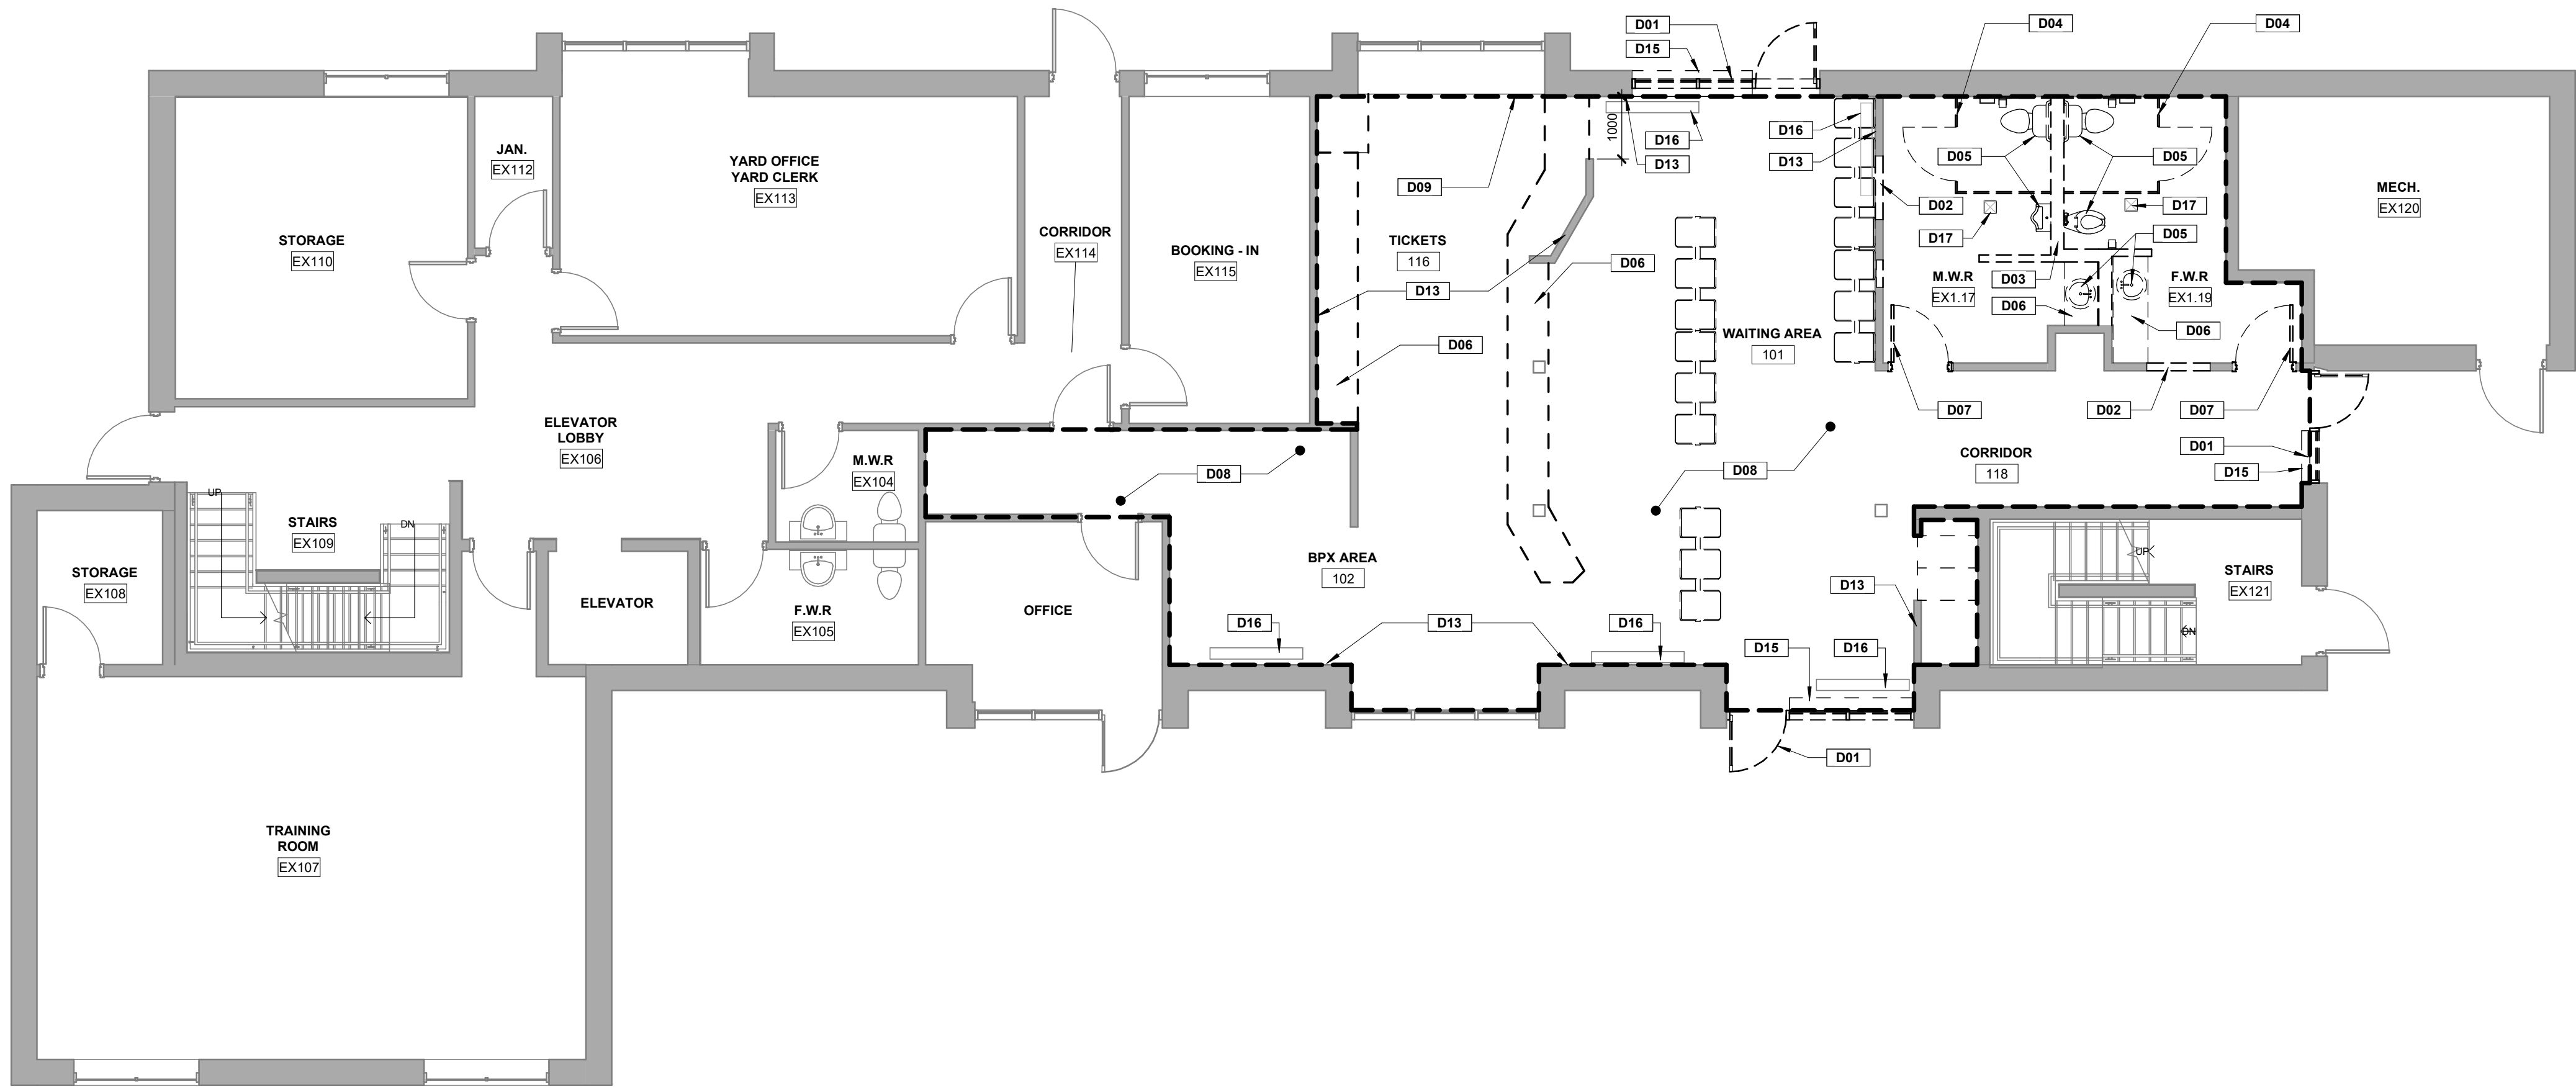 D01
D04
D04
D15
D16
D16
1000
D13
D13
D05
D05
JAN.
EX112
YARD OFFICE
YARD CLERK
EX113
D09
MECH.
EX120
D02
D17
D17
D05
STORAGE
EX110
CORRIDOR
EX114
BOOKING - IN
EX115
TICKETS
116
D06
D13
M.W.R
EX1.17
D03
F.W.R
EX1.19
D06
D06
D06
WAITING AREA
101
D07
D02
D07
ELEVATOR
LOBBY
EX106
M.W.R
EX104
D08
D08
CORRIDOR
118
D01
D15
UP
DN
STAIRS
EX109
STORAGE
EX108
ELEVATOR
F.W.R
EX105
OFFICE
BPX AREA
102
D13
UP
STAIRS
EX121
DN
D16
D13
D16
D15
D16
D01
TRAINING
ROOM
EX107